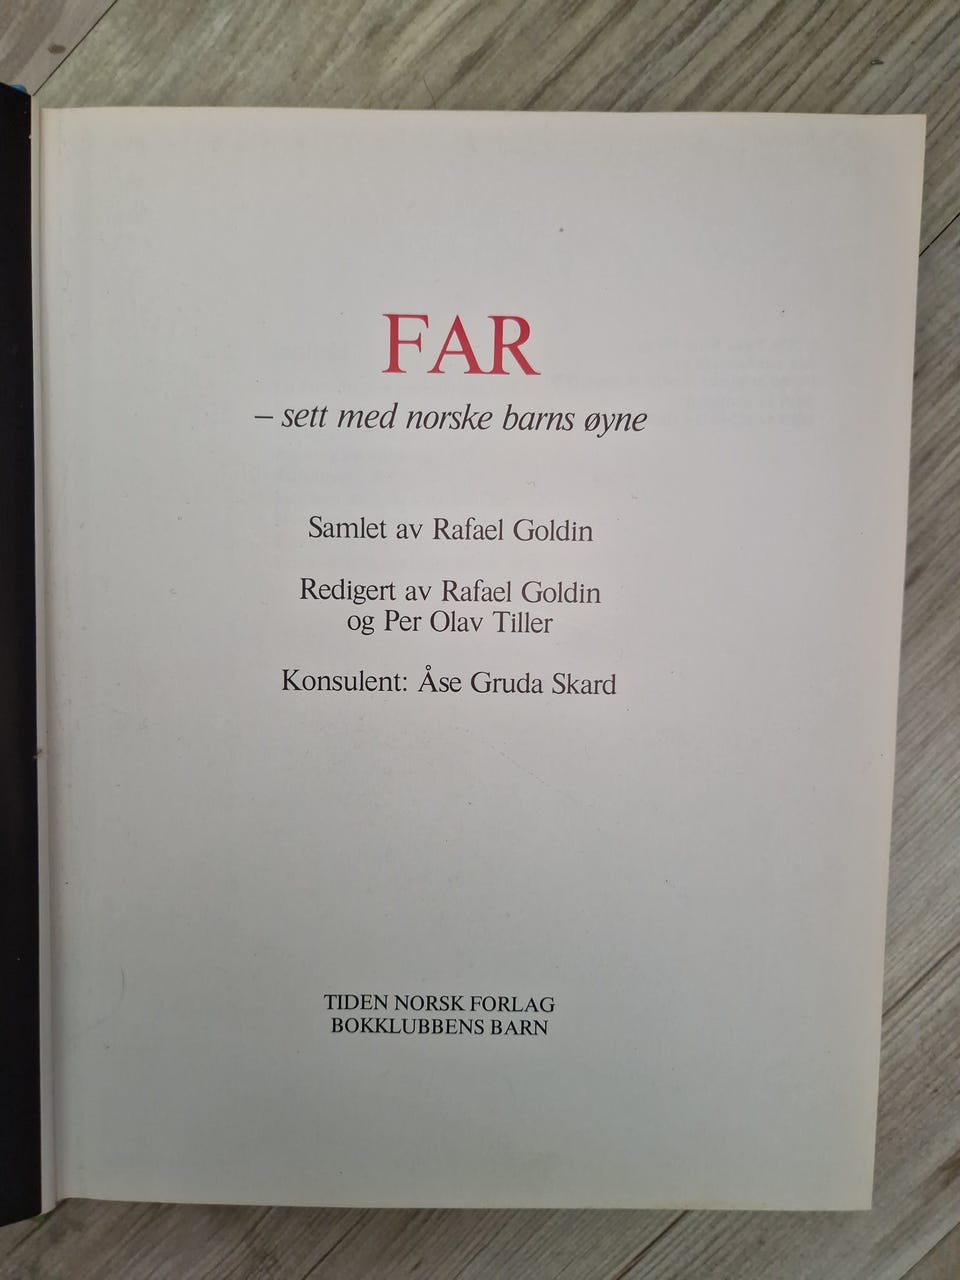 FAR
– sett med norske barns øyne
Samlet av Rafael Goldin
Redigert av Rafael Goldin
og Per Olav Tiller
Konsulent: Åse Gruda Skard
TIDEN NORSK FORLAG
BOKKLUBBENS BARN